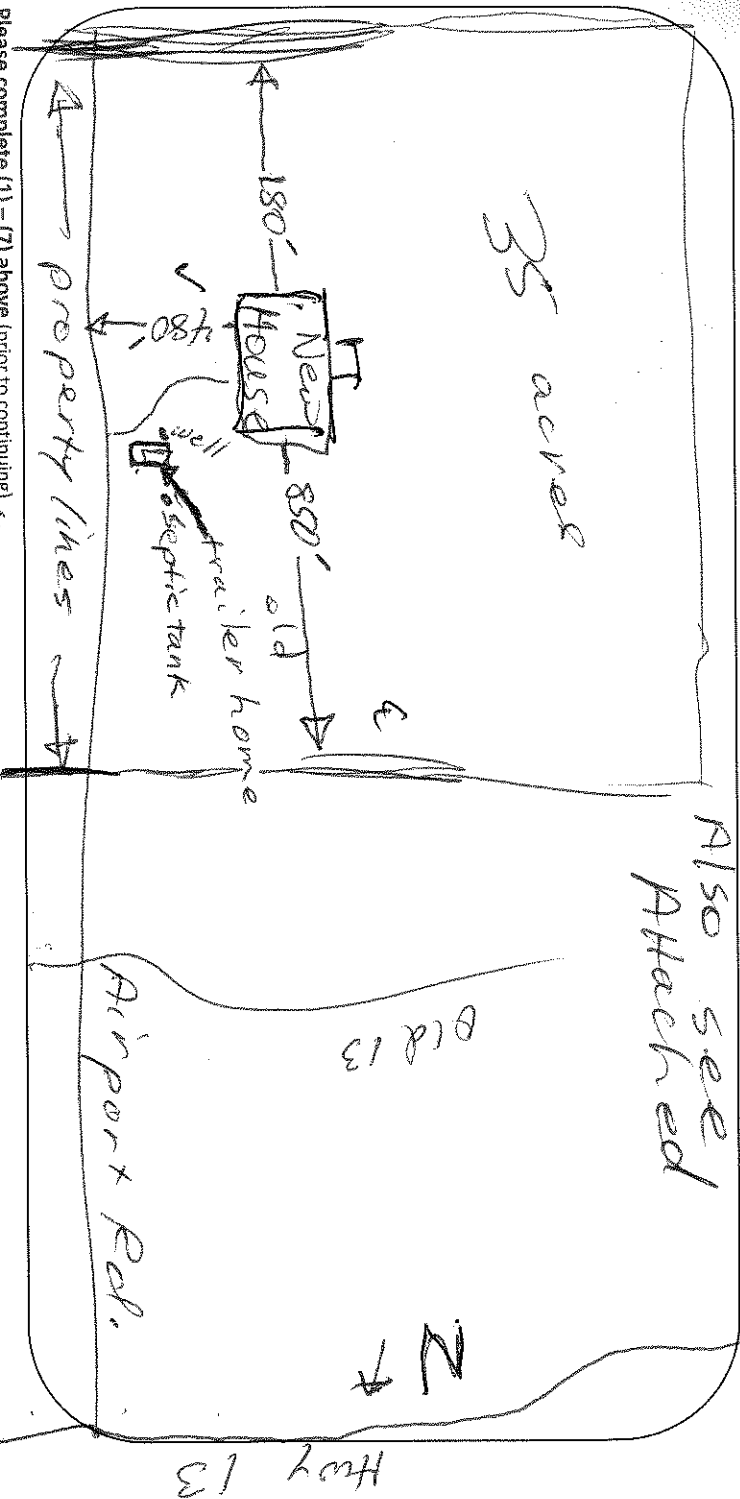 Also see
Attached
35 acres
180'
New
House
850'
480'
well
old
trailer home
septic tank
property lines
Old 13
Airport Rd.
N
Hwy 13
Please complete (1) – (7) above (prior to continuing)